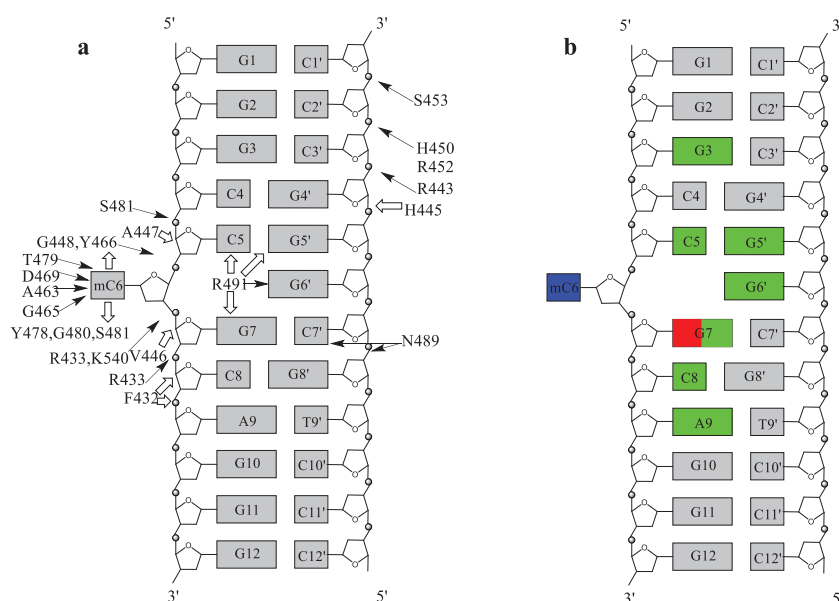 a
5'
3'
G1 C1'
S453
G2 C2'
H450
G3 C3'
R452
R443
C4 G4'
S481
H445
A447
C5 G5'
G448,Y466
T479
D469
R491
mC6
G6'
A463
G465
Y478,G480,S481
G7 C7'
N489
R433,K540
V446
R433
C8 G8'
F432
A9 T9'
G10 C10'
G11 C11'
G12 C12'
3'
5'
b
5'
3
G1 C1'
G2 C2'
G3 C3'
C4 G4'
C5 G5'
mC6
G6'
G7 C7'
C8 G8'
A9 T9'
G10 C10'
G11 C11'
G12 C12'
3'
5